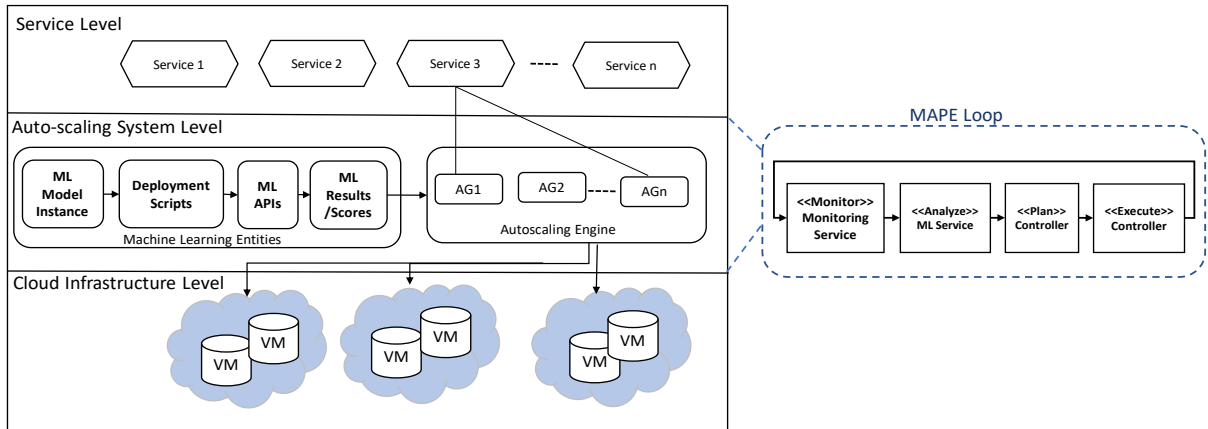 Service Level
Service 1
Service 2
Service 3
Service n
Auto-scaling System Level
ML
Model
Instance
Deployment
Scripts
ML
APIs
ML
Results
/Scores
Machine Learning Entities
AG1
AG2
AGn
Autoscaling Engine
Cloud Infrastructure Level
VM
VM
VM
VM
VM
VM
MAPE Loop
<<Monitor>>
Monitoring
Service
<<Analyze>>
ML Service
<<Plan>>
Controller
<<Execute>>
Controller